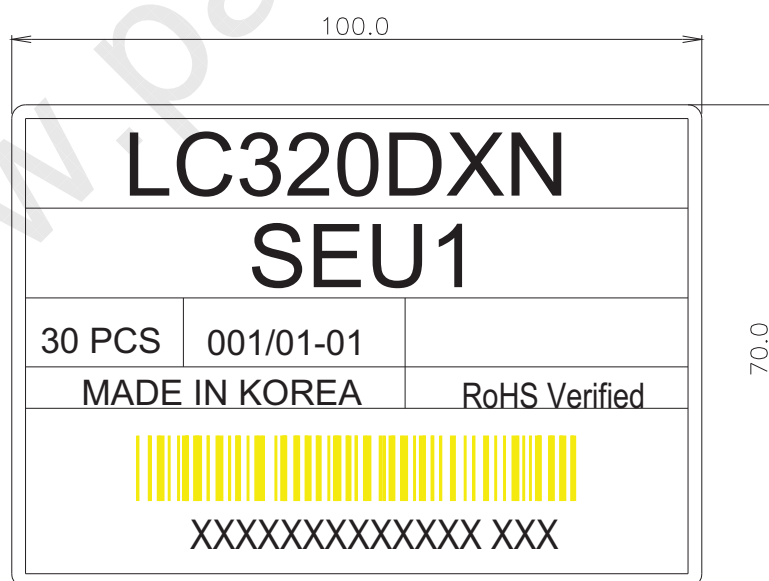 100.0
LC320DXN
SEU1
30 PCS 001/01-01
70.0
MADE IN KOREA RoHS Verified
XXXXXXXXXXXXX XXX